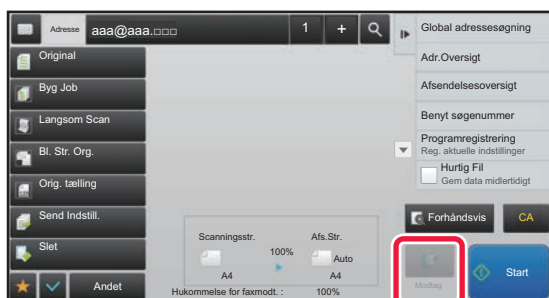 Adresse aaa@aaa.□□□ 1 +
Original
Byg Job
Langsom Scan
Bl. Str. Org.
Orig. tælling
Send Indstill.
Slet
Andet
Scanningsstr. 100% Afs.Str.
Auto
A4 A4
Hukommelse for faxmodt. : 100%
Global adressesøgning
Adr.Oversigt
Afsendelsesoversigt
Benyt søgenummer
Programregistrering
Reg. aktuelle indstillinger
Hurtig Fil
Gem data midlertidigt
Forhåndsvis CA
Modtag Start